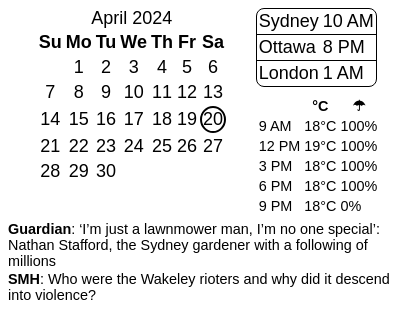 April 2024
Su Mo Tu We Th Fr Sa
1 2 3 4 5 6
7 8 9 10 11 12 13
14 15 16 17 18 19 20
21 22 23 24 25 26 27
28 29 30
Sydney 10 AM
Ottawa 8 PM
London 1 AM
°C ☂
9 AM 18°C 100%
12 PM 19°C 100%
3 PM 18°C 100%
6 PM 18°C 100%
9 PM 18°C 0%
Guardian: ‘I’m just a lawnmower man, I’m no one special’:
Nathan Stafford, the Sydney gardener with a following of
millions
SMH: Who were the Wakeley rioters and why did it descend
into violence?